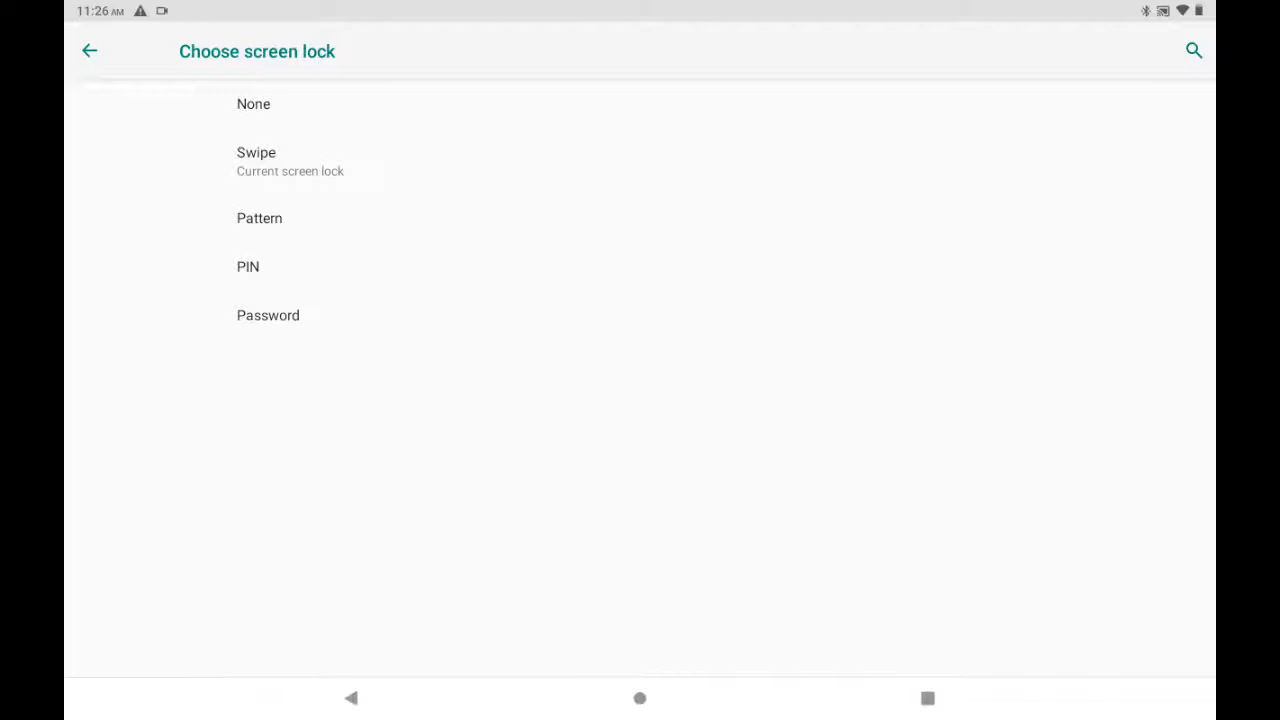 11:26 AM
Choose screen lock
None
Swipe
Current screen lock
Pattern
PIN
Password